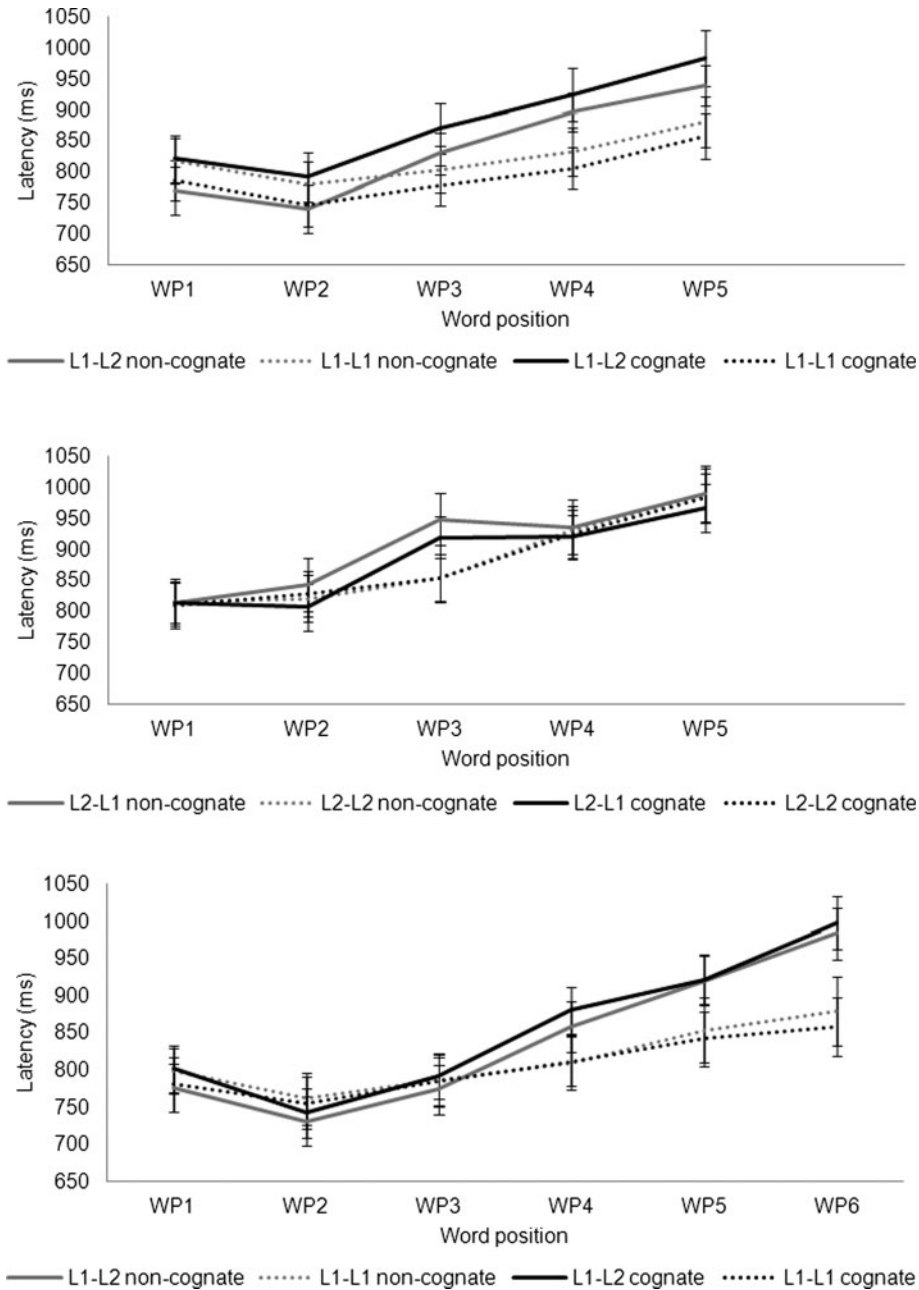 1050
1000
950
900
850
800
750
700
650
Latency (ms)
WP1 WP2 WP3 WP4 WP5
Word position
L1-L2 non-cognate L1-L1 non-cognate L1-L2 cognate L1-L1 cognate
1050
1000
950
900
850
800
750
700
650
Latency (ms)
WP1 WP2 WP3 WP4 WP5
Word position
L2-L1 non-cognate L2-L2 non-cognate L2-L1 cognate L2-L2 cognate
1050
1000
950
900
850
800
750
700
650
Latency (ms)
WP1 WP2 WP3 WP4 WP5 WP6
Word position
L1-L2 non-cognate L1-L1 non-cognate L1-L2 cognate L1-L1 cognate